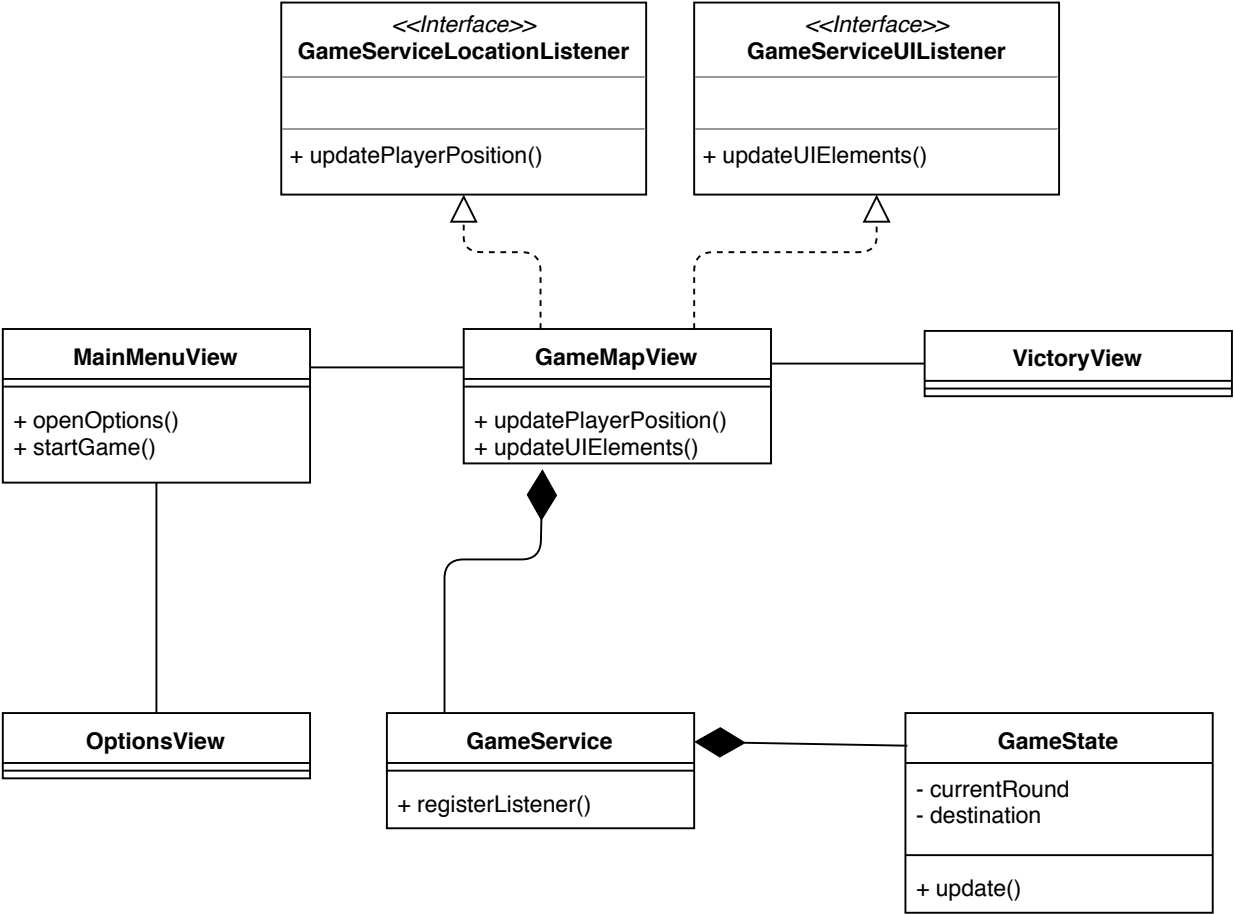 <<Interface>>
GameServiceLocationListener
+ updatePlayerPosition()
<<Interface>>
GameServiceUIListener
+ updateUIElements()
MainMenuView
+ openOptions()
+ startGame()
GameMapView
+ updatePlayerPosition()
+ updateUIElements()
VictoryView
OptionsView
GameService
+ registerListener()
GameState
- currentRound
- destination
+ update()